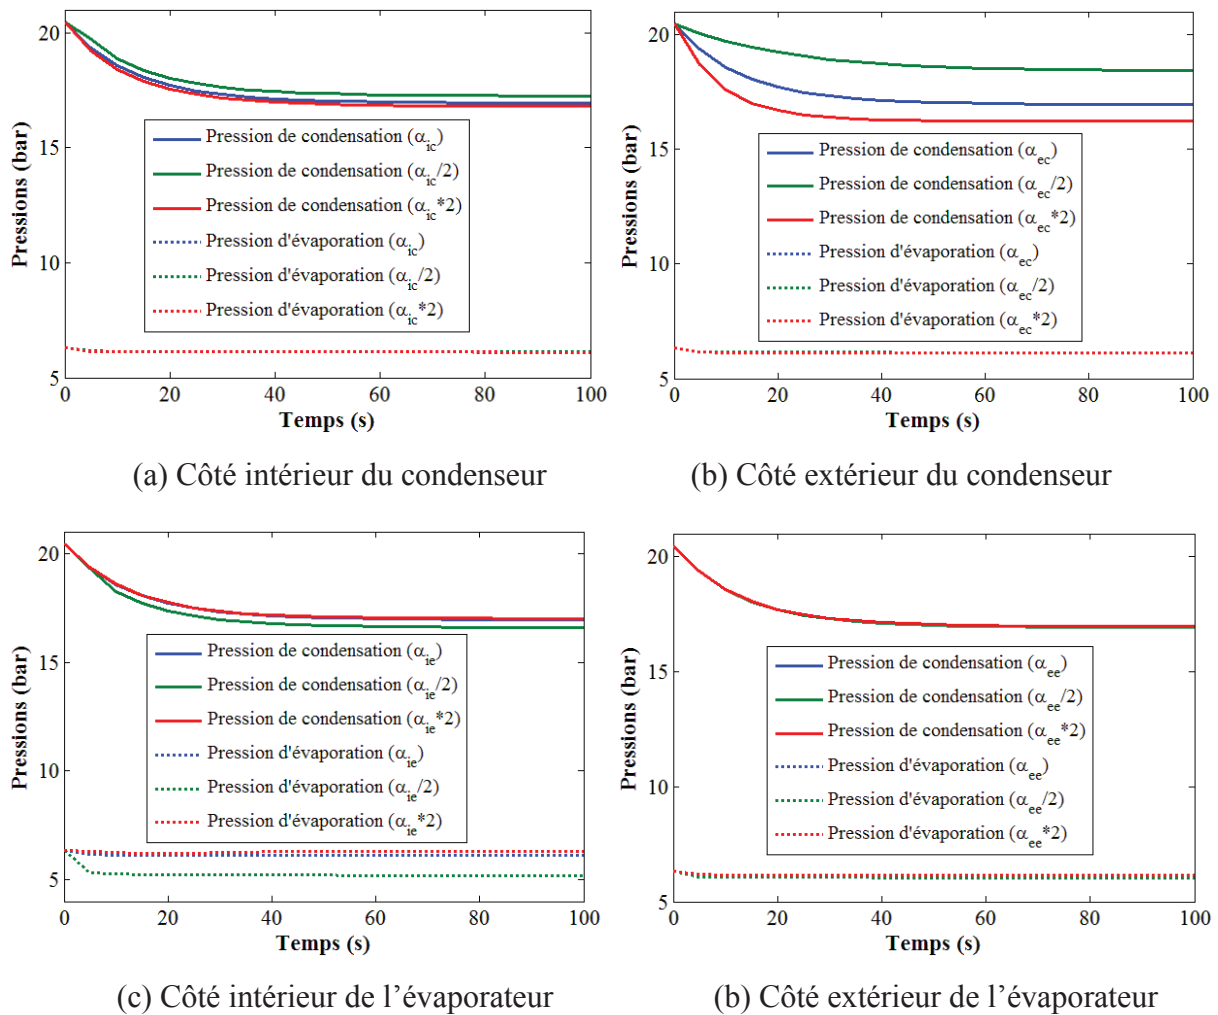 20
15
10
5
Pressions (bar)
Pression de condensation (αic)
Pression de condensation (αic/2)
Pression de condensation (αic*2)
Pression d'évaporation (αic)
Pression d'évaporation (αic/2)
Pression d'évaporation (αic*2)
0 20 40 60 80 100
Temps (s)
(a) Côté intérieur du condenseur
20
15
10
5
Pressions (bar)
Pression de condensation (αec)
Pression de condensation (αec/2)
Pression de condensation (αec*2)
Pression d'évaporation (αec)
Pression d'évaporation (αec/2)
Pression d'évaporation (αec*2)
0 20 40 60 80 100
Temps (s)
(b) Côté extérieur du condenseur
20
15
10
5
Pressions (bar)
Pression de condensation (αie)
Pression de condensation (αie/2)
Pression de condensation (αie*2)
Pression d'évaporation (αie)
Pression d'évaporation (αie/2)
Pression d'évaporation (αie*2)
0 20 40 60 80 100
Temps (s)
(c) Côté intérieur de l’évaporateur
20
15
10
5
Pressions (bar)
Pression de condensation (αee)
Pression de condensation (αee/2)
Pression de condensation (αee*2)
Pression d'évaporation (αee)
Pression d'évaporation (αee/2)
Pression d'évaporation (αee*2)
0 20 40 60 80 100
Temps (s)
(b) Côté extérieur de l’évaporateur